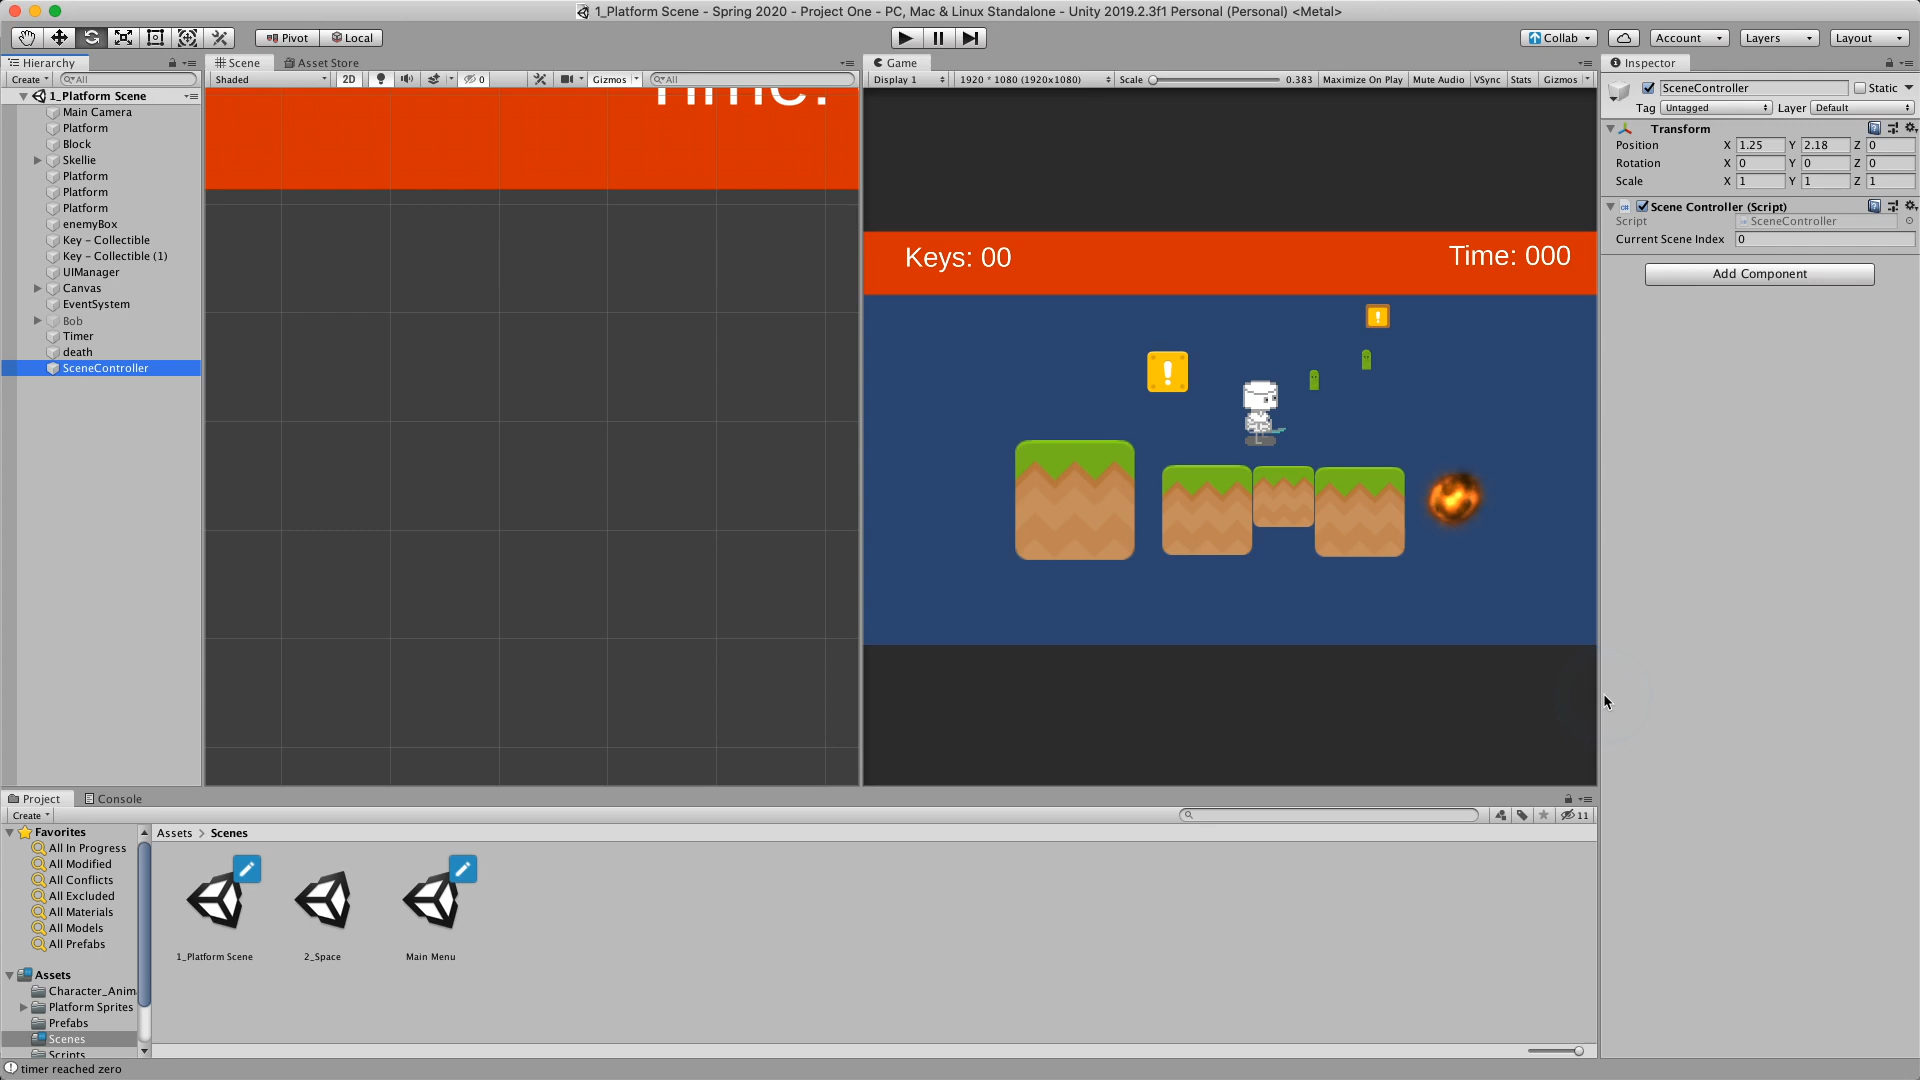 1_Platform Scene - Spring 2020 - Project One - PC, Mac & Linux Standalone - Unity 2019.2.3f1 Personal (Personal) <Metal>
Pivot Local
Collab Account Layers Layout
Hierarchy
Create All
1_Platform Scene
Main Camera
Platform
Block
Skellie
Platform
Platform
Platform
enemyBox
Key – Collectible
Key – Collectible (1)
UIManager
Canvas
EventSystem
Bob
Timer
death
SceneController
Scene Asset Store
Shaded 2D 0 Gizmos All
Time:
Game
Display 1 1920 * 1080 (1920x1080) Scale 0.383 Maximize On Play Mute Audio VSync Stats Gizmos
Keys: 00 Time: 000
!
!
Inspector
SceneController Static
Tag Untagged Layer Default
Transform
Position X 1.25 Y 2.18 Z 0
Rotation X 0 Y 0 Z 0
Scale X 1 Y 1 Z 1
Scene Controller (Script)
Script SceneController
Current Scene Index 0
Add Component
Project Console
Create 11
Favorites
All In Progress
All Modified
All Conflicts
All Excluded
All Materials
All Models
All Prefabs
Assets
Character_Anim
Platform Sprites
Prefabs
Scenes
Scripts
Assets > Scenes
1_Platform Scene 2_Space Main Menu
timer reached zero